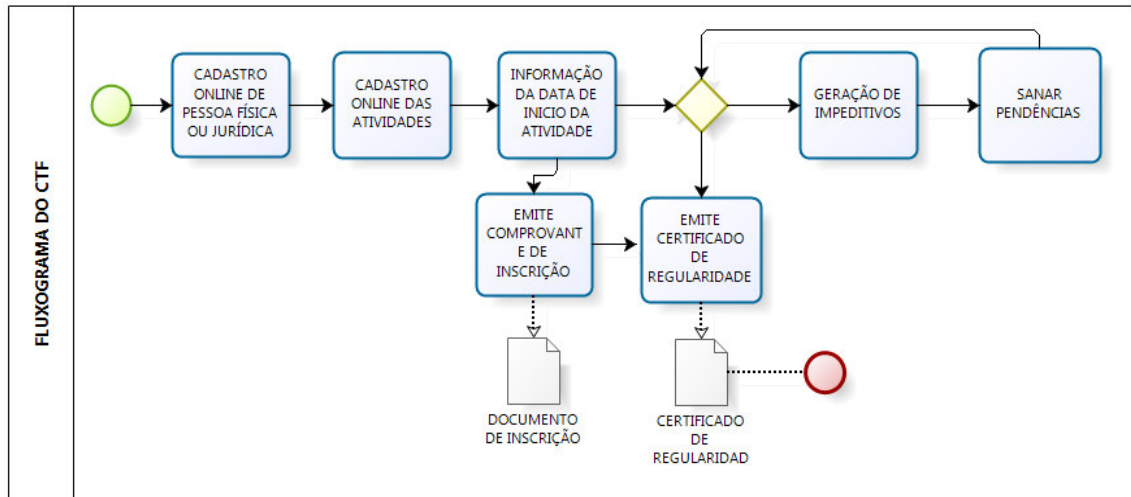 FLUXOGRAMA DO CTF
CADASTRO
ONLINE DE
PESSOA FÍSICA
OU JURÍDICA
CADASTRO
ONLINE DAS
ATIVIDADES
INFORMAÇÃO
DA DATA DE
INICIO DA
ATIVIDADE
GERAÇÃO DE
IMPEDITIVOS
SANAR
PENDÊNCIAS
EMITE
COMPROVANT
E DE
INSCRIÇÃO
EMITE
CERTIFICADO
DE
REGULARIDADE
DOCUMENTO
DE INSCRIÇÃO
CERTIFICADO
DE
REGULARIDAD